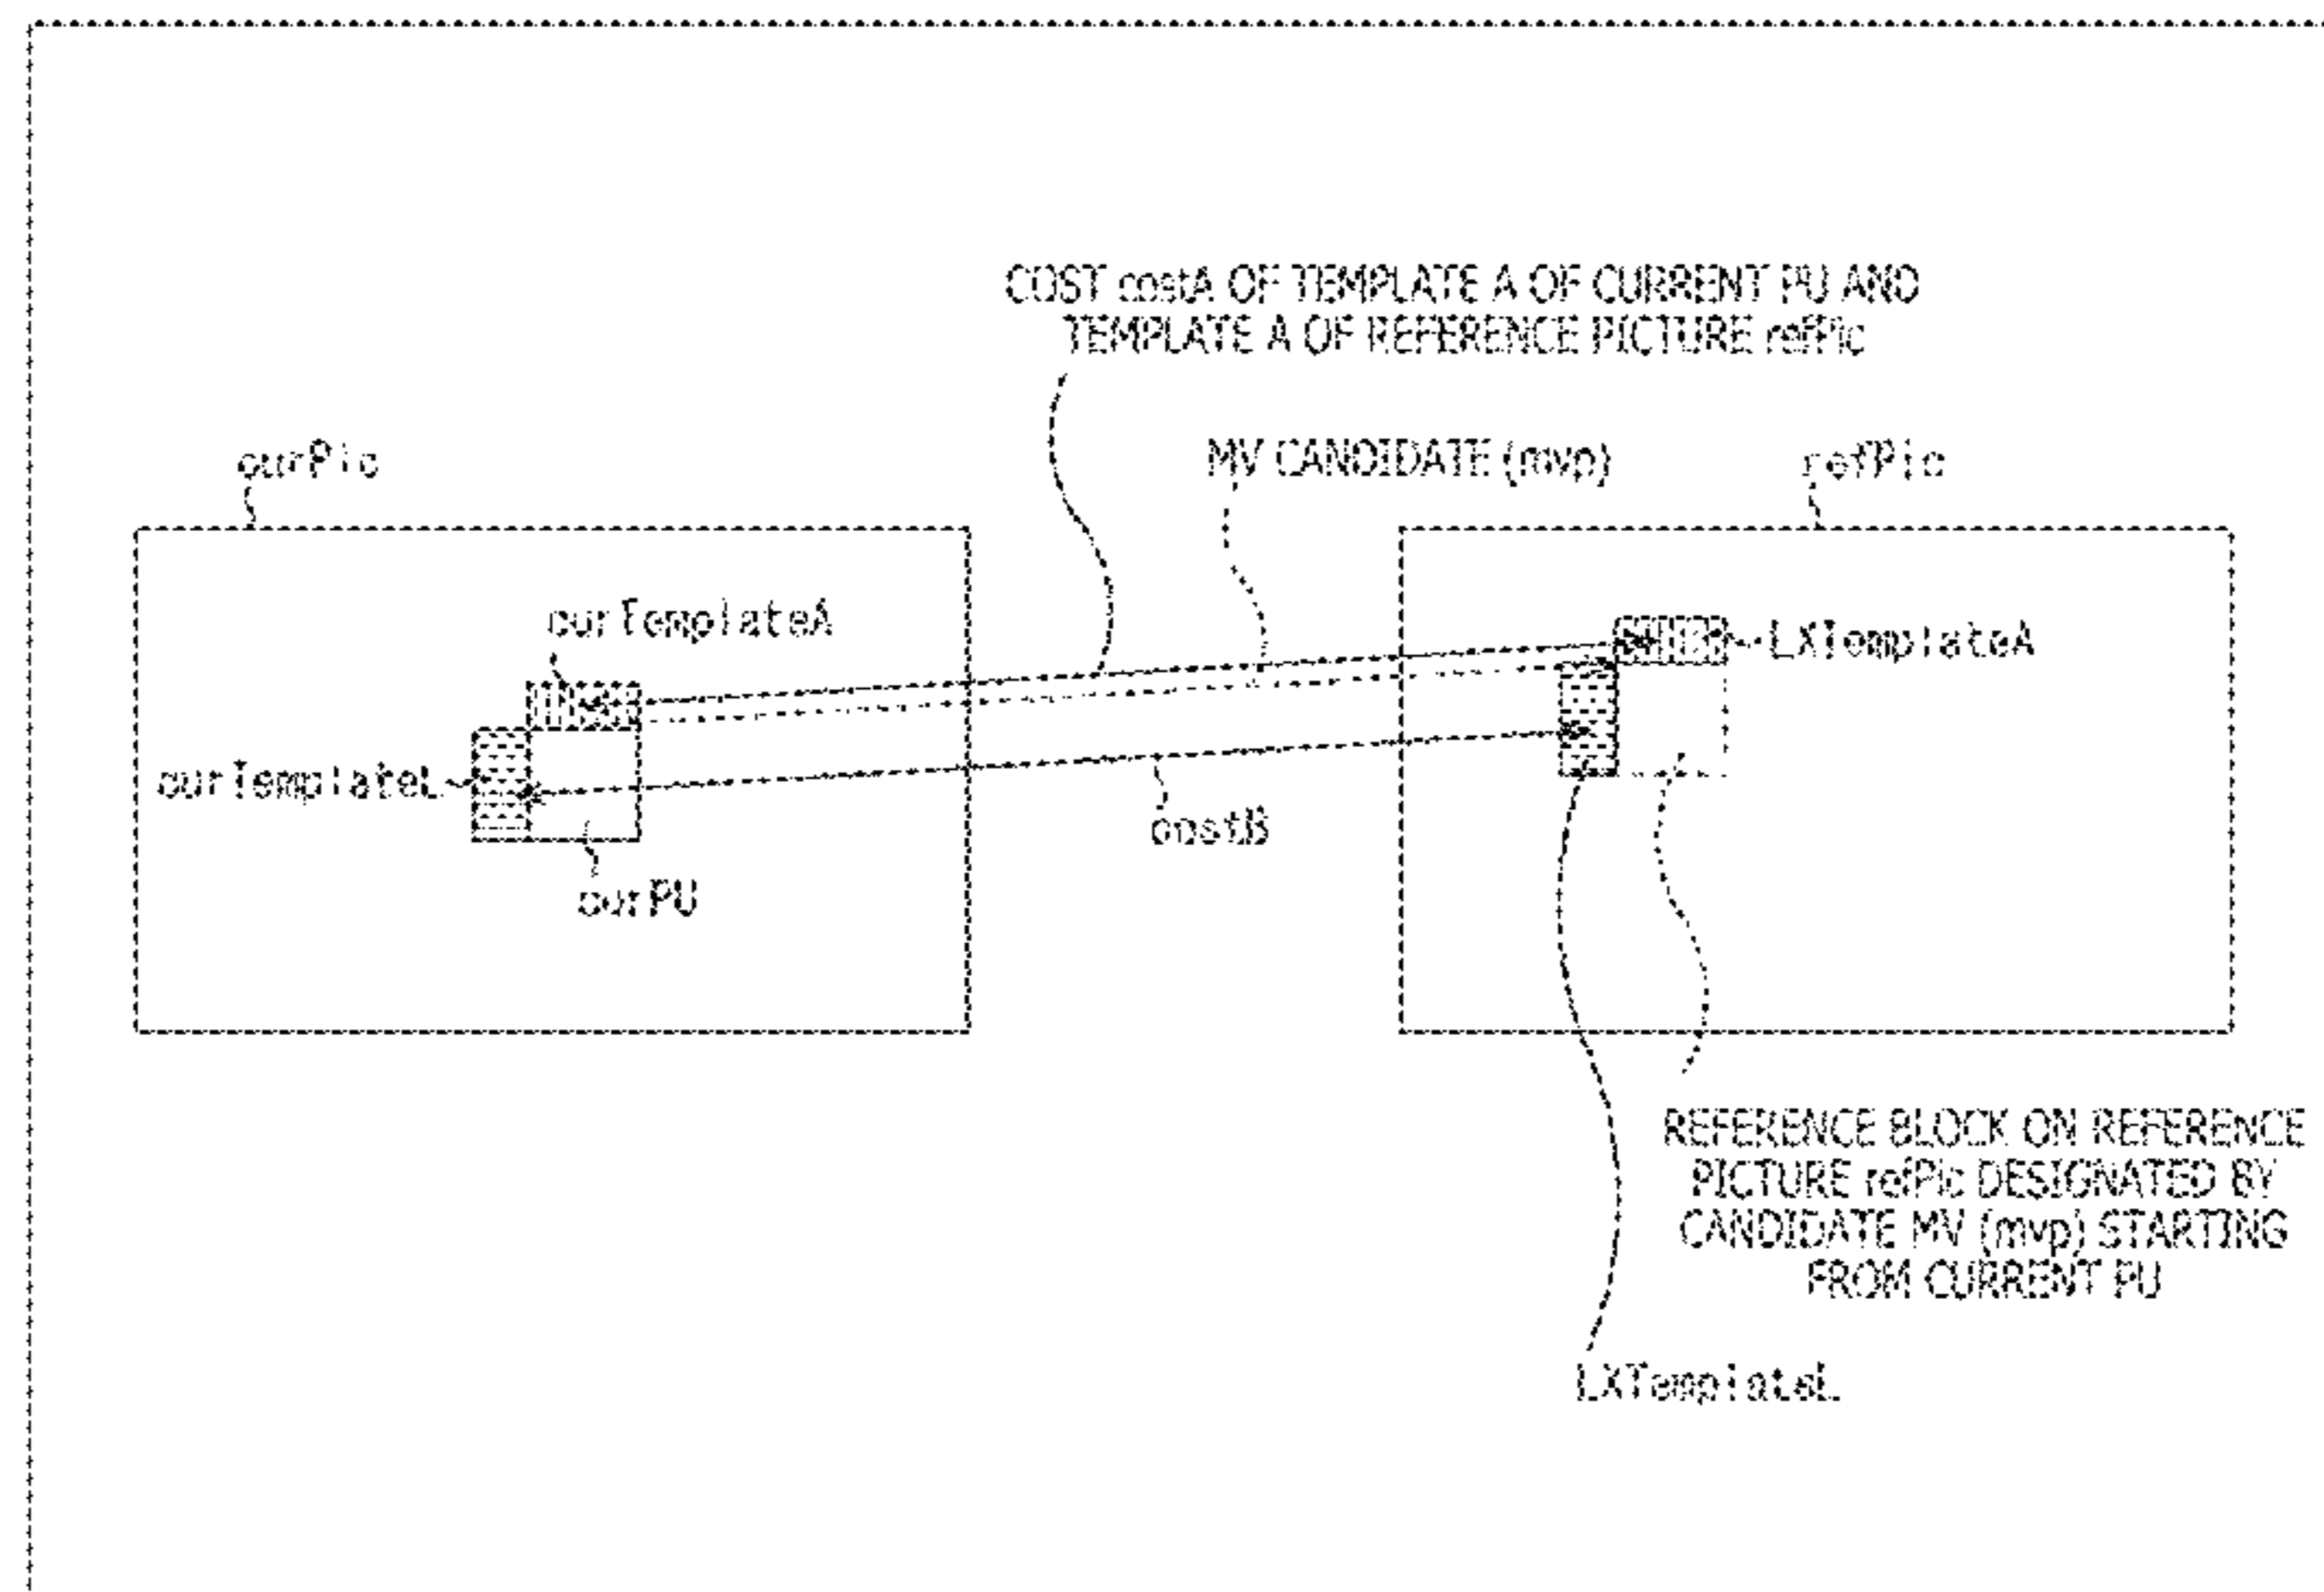 COST costA OF TEMPLATE A OF CURRENT PU AND
TEMPLATE A OF REFERENCE PICTURE refPic
curPic
MV CANDIDATE (mvp)
refPic
curTemplateA
LXTemplateA
curTemplateL
costB
curPU
REFERENCE BLOCK ON REFERENCE
PICTURE refPic DESIGNATED BY
CANDIDATE MV (mvp) STARTING
FROM CURRENT PU
LXTemplateL